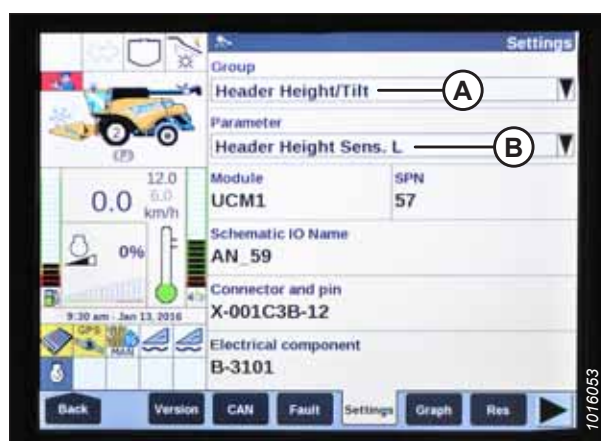 Settings
Group
Header Height/Tilt
A
Parameter
Header Height Sens. L
B
Module
UCM1
SPN
57
Schematic IO Name
AN_59
Connector and pin
X-001C3B-12
Electrical component
B-3101
2
(P)
12.0
6.0
0.0
km/h
0%
9:30 am - Jan 13, 2016
GPS
MAN
Back
Version
CAN
Fault
Settings
Graph
Res
1016053